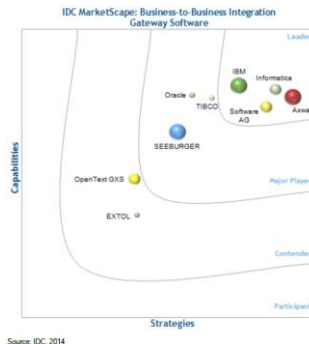 IDC MarketScape: Business-to-Business Integration
Gateway Software
Leade
IBM
Informatica
Oracle
TIBCO
Software
AG
Axwa
SEEBURGER
Major Playe
OpenText GXS
EXTOL
Contende
Participan
Capabilities
Strategies
Source: IDC, 2014